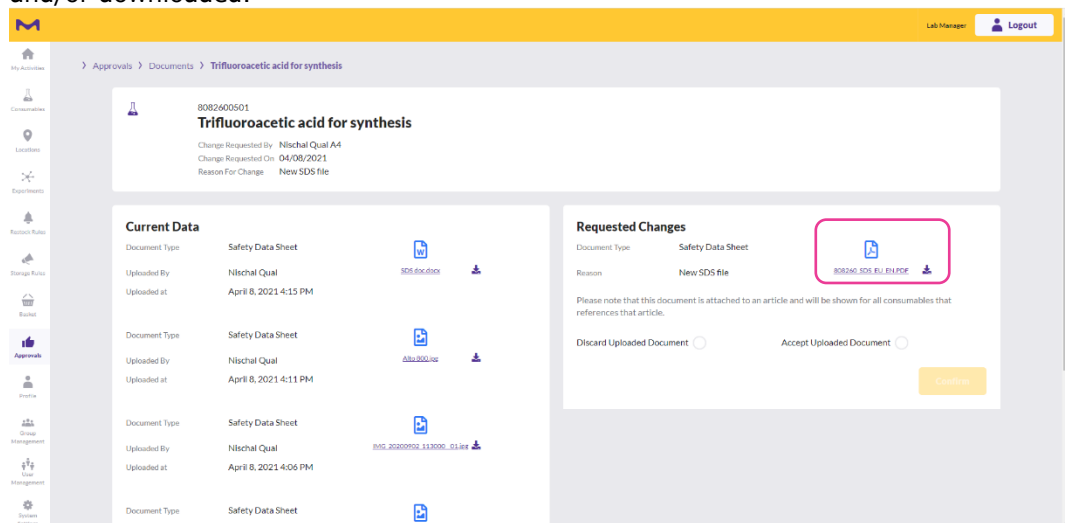 and/or downloaded.
Lab Manager
Logout
My Activities
Consumables
Locations
Experiments
Restock Rules
Storage Rules
Basket
Approvals
Profile
Group
Management
User
Management
System
> Approvals > Documents > Trifluoroacetic acid for synthesis
8082600501
Trifluoroacetic acid for synthesis
Change Requested By Nischal Qual A4
Change Requested On 04/08/2021
Reason For Change New SDS file
Current Data
Document Type Safety Data Sheet
Uploaded By Nischal Qual SDS doc.docx
Uploaded at April 8, 2021 4:15 PM
Document Type Safety Data Sheet
Uploaded By Nischal Qual Alto 800.jpg
Uploaded at April 8, 2021 4:11 PM
Document Type Safety Data Sheet
Uploaded By Nischal Qual IMG_20200902_113000_01.jpg
Uploaded at April 8, 2021 4:06 PM
Document Type Safety Data Sheet
Requested Changes
Document Type Safety Data Sheet
Reason New SDS file 808260_SDS_EU_EN.PDF
Please note that this document is attached to an article and will be shown for all consumables that
references that article.
Discard Uploaded Document Accept Uploaded Document
Confirm